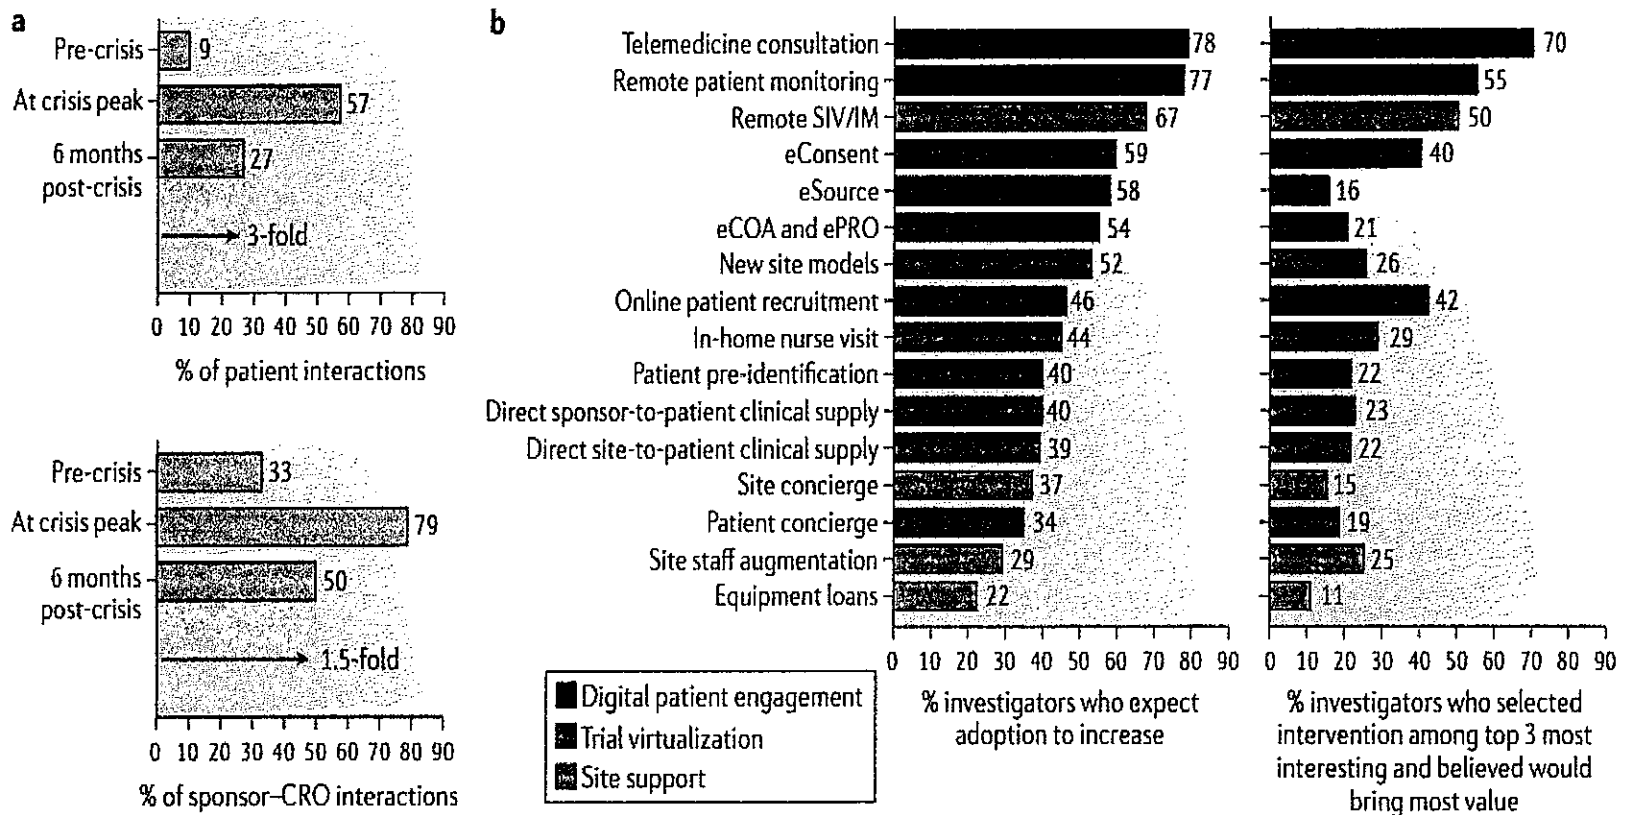 a
Pre-crisis 9
At crisis peak 57
6 months 27
post-crisis
3-fold
0 10 20 30 40 50 60 70 80 90
% of patient interactions
Pre-crisis 33
At crisis peak 79
6 months 50
post-crisis
1.5-fold
0 10 20 30 40 50 60 70 80 90
% of sponsor–CRO interactions
b
Telemedicine consultation 78 70
Remote patient monitoring 77 55
Remote SIV/IM 67 50
eConsent 59 40
eSource 58 16
eCOA and ePRO 54 21
New site models 52 26
Online patient recruitment 46 42
In-home nurse visit 44 29
Patient pre-identification 40 22
Direct sponsor-to-patient clinical supply 40 23
Direct site-to-patient clinical supply 39 22
Site concierge 37 15
Patient concierge 34 19
Site staff augmentation 29 25
Equipment loans 22 11
0 10 20 30 40 50 60 70 80 90
0 10 20 30 40 50 60 70 80 90
Digital patient engagement
Trial virtualization
Site support
% investigators who expect
adoption to increase
% investigators who selected
intervention among top 3 most
interesting and believed would
bring most value